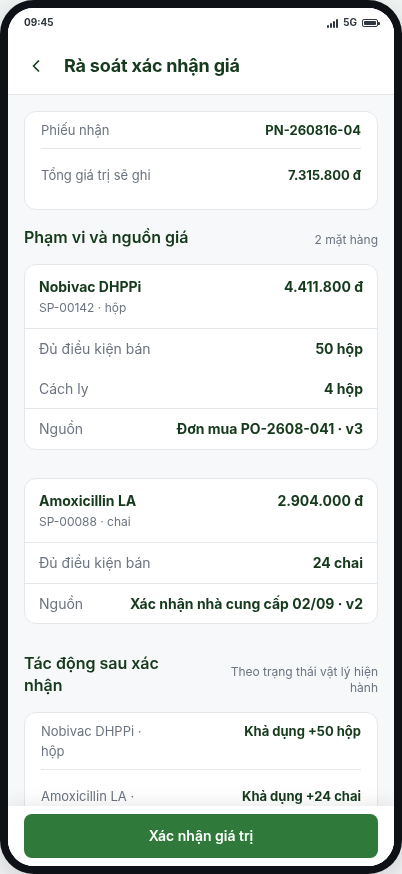 09:45 5G
Rà soát xác nhận giá
Phiếu nhận PN-260816-04
Tổng giá trị sẽ ghi 7.315.800 đ
Phạm vi và nguồn giá 2 mặt hàng
Nobivac DHPPi 4.411.800 đ
SP-00142 · hộp
Đủ điều kiện bán 50 hộp
Cách ly 4 hộp
Nguồn Đơn mua PO-2608-041 · v3
Amoxicillin LA 2.904.000 đ
SP-00088 · chai
Đủ điều kiện bán 24 chai
Nguồn Xác nhận nhà cung cấp 02/09 · v2
Tác động sau xác
nhận
Theo trạng thái vật lý hiện
hành
Nobivac DHPPi ·
hộp
Khả dụng +50 hộp
Amoxicillin LA · Khả dụng +24 chai
Xác nhận giá trị